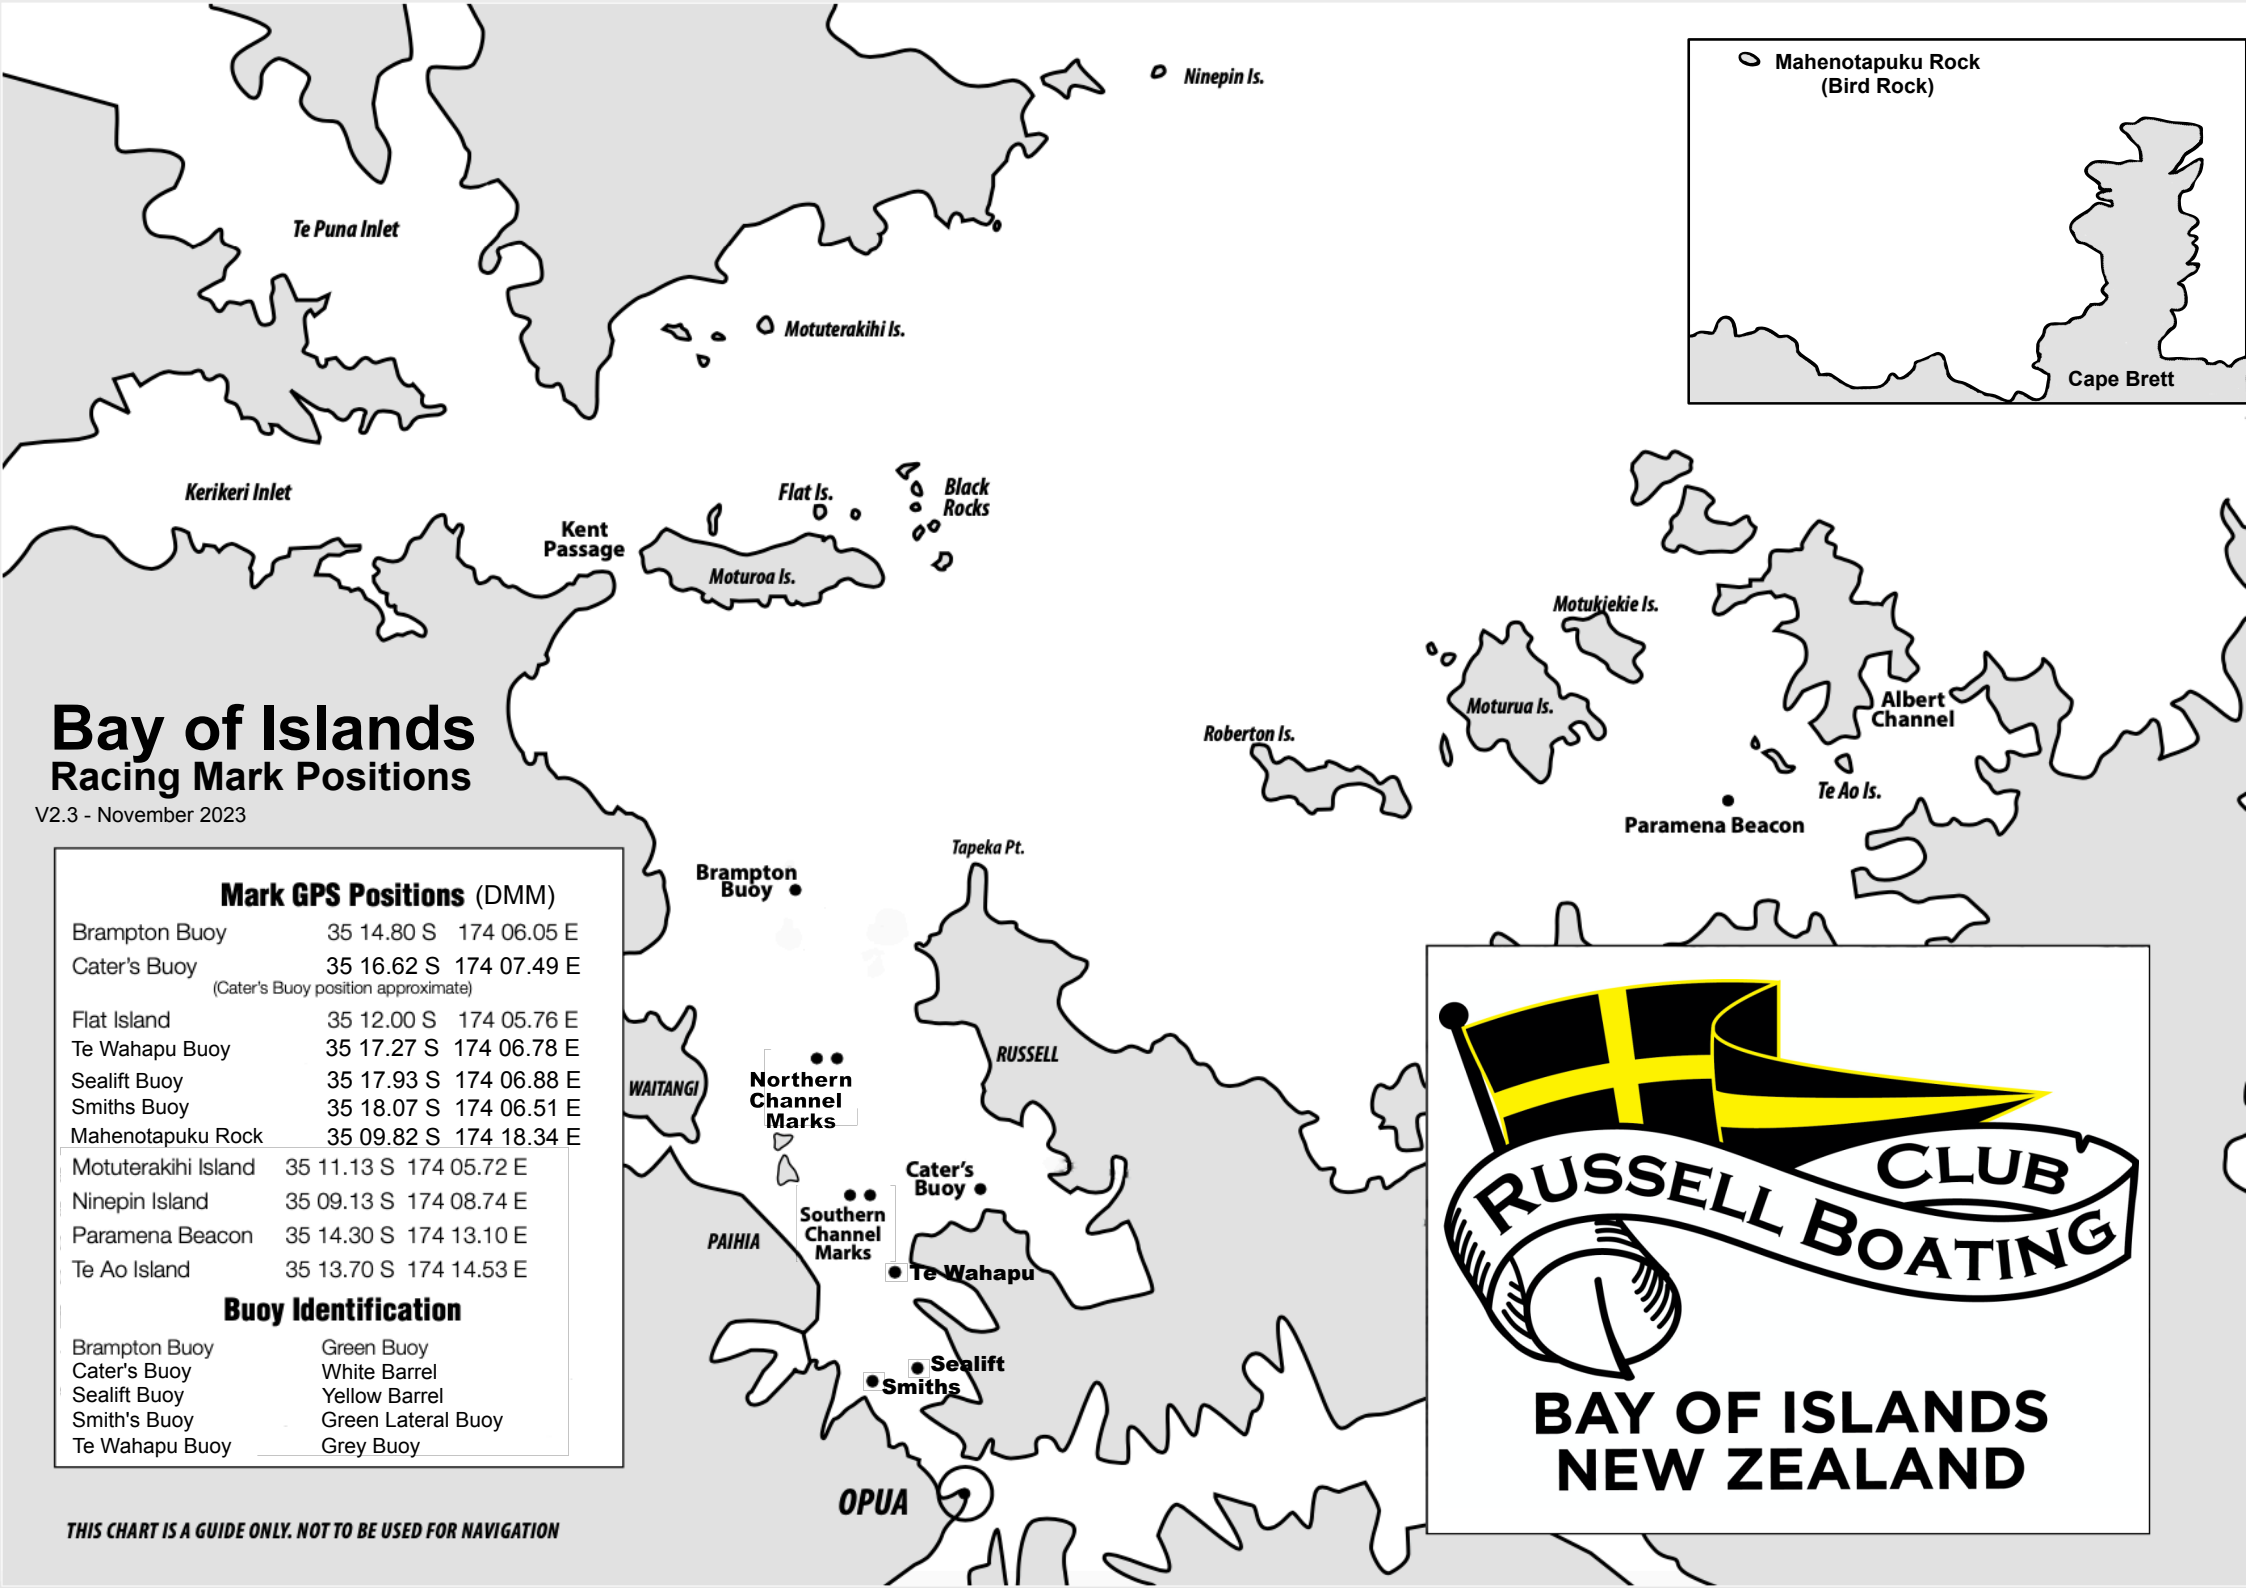 Ninepin Is.
Mahenotapuku Rock
(Bird Rock)
Cape Brett
Te Puna Inlet
Motuterakihi Is.
Kerikeri Inlet
Flat Is.
Black
Rocks
Kent
Passage
Moturoa Is.
Motukiekie Is.
Moturua Is.
Albert
Channel
Roberton Is.
Te Ao Is.
Paramena Beacon
Bay of Islands
Racing Mark Positions
V2.3 - November 2023
Tapeka Pt.
Brampton
Buoy
Mark GPS Positions (DMM)
Brampton Buoy 35 14.80 S 174 06.05 E
Cater's Buoy 35 16.62 S 174 07.49 E
(Cater's Buoy position approximate)
Flat Island 35 12.00 S 174 05.76 E
Te Wahapu Buoy 35 17.27 S 174 06.78 E
Sealift Buoy 35 17.93 S 174 06.88 E
Smiths Buoy 35 18.07 S 174 06.51 E
Mahenotapuku Rock 35 09.82 S 174 18.34 E
Motuterakihi Island 35 11.13 S 174 05.72 E
Ninepin Island 35 09.13 S 174 08.74 E
Paramena Beacon 35 14.30 S 174 13.10 E
Te Ao Island 35 13.70 S 174 14.53 E
Buoy Identification
Brampton Buoy Green Buoy
Cater's Buoy White Barrel
Sealift Buoy Yellow Barrel
Smith's Buoy Green Lateral Buoy
Te Wahapu Buoy Grey Buoy
THIS CHART IS A GUIDE ONLY. NOT TO BE USED FOR NAVIGATION
RUSSELL
WAITANGI
Northern
Channel
Marks
Cater's
Buoy
Southern
Channel
Marks
PAIHIA
Te Wahapu
Sealift
Smiths
OPUA
RUSSELL BOATING
CLUB
BAY OF ISLANDS
NEW ZEALAND